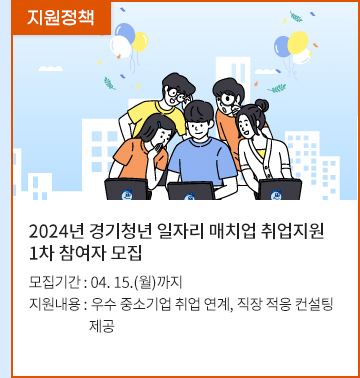 지원정책
2024년 경기청년 일자리 매치업 취업지원
1차 참여자 모집
모집기간 : 04. 15.(월)까지
지원내용 : 우수 중소기업 취업 연계, 직장 적응 컨설팅
제공